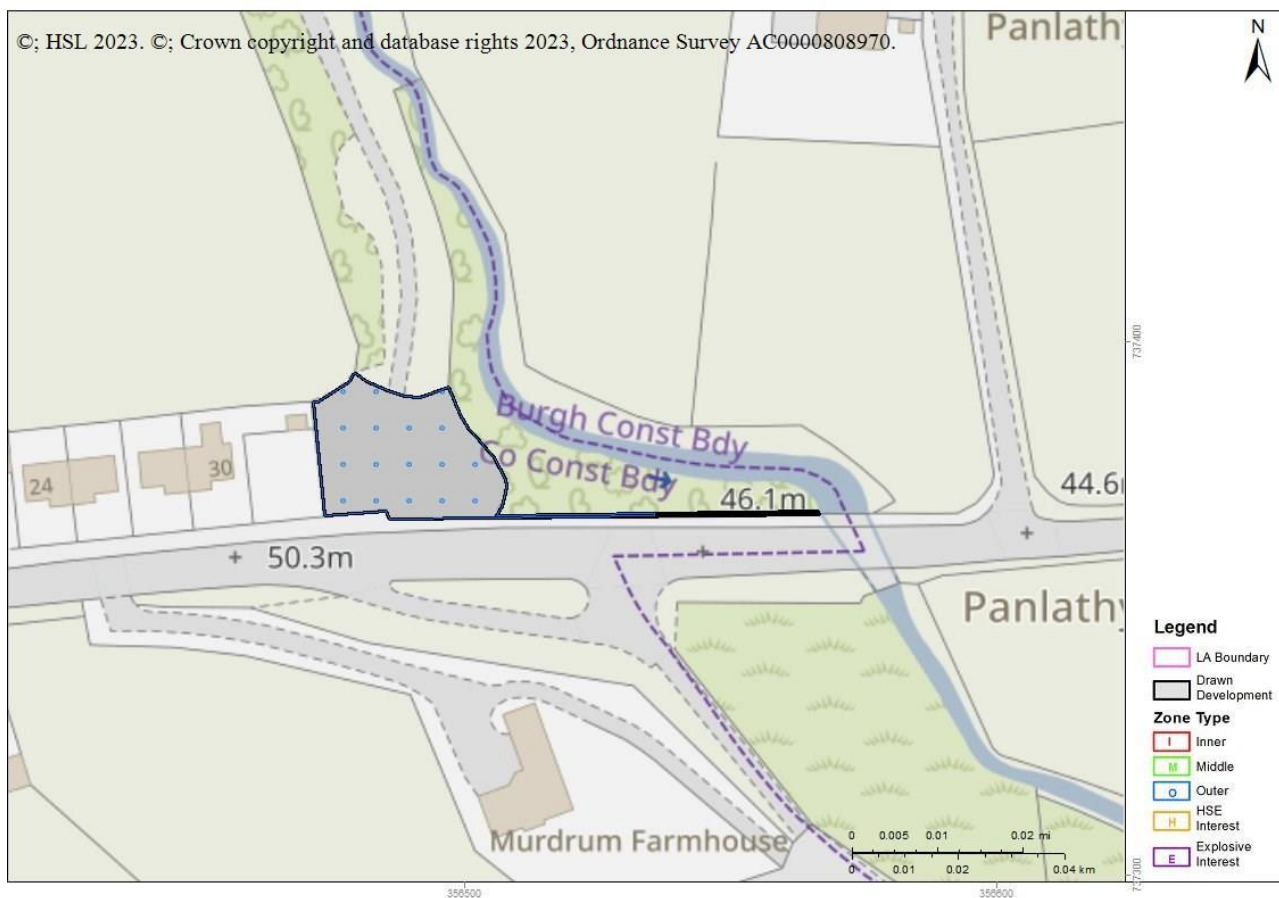 ©; HSL 2023. ©; Crown copyright and database rights 2023, Ordnance Survey AC0000808970.
Panlath
N
737400
Burgh Const Bdy
Co Const Bdy
24
30
46.1m
44.6
50.3m
Panlathy
Murdrum Farmhouse
0 0.005 0.01 0.02 mi
0 0.01 0.02 0.04 km
737300
356500
356600
Legend
LA Boundary
Drawn
Development
Zone Type
I Inner
M Middle
O Outer
H HSE
Interest
E Explosive
Interest